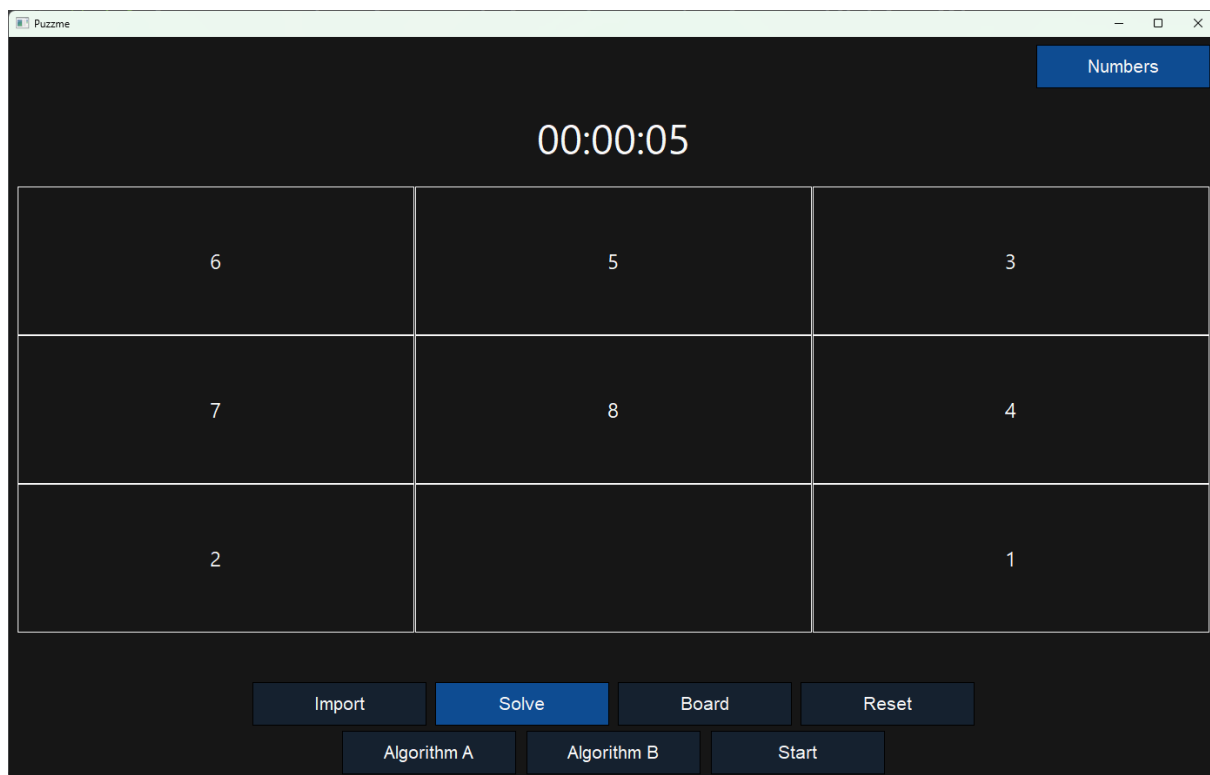 Puzzme
Numbers
00:00:05
6 5 3
7 8 4
2 1
Import Solve Board Reset
Algorithm A Algorithm B Start